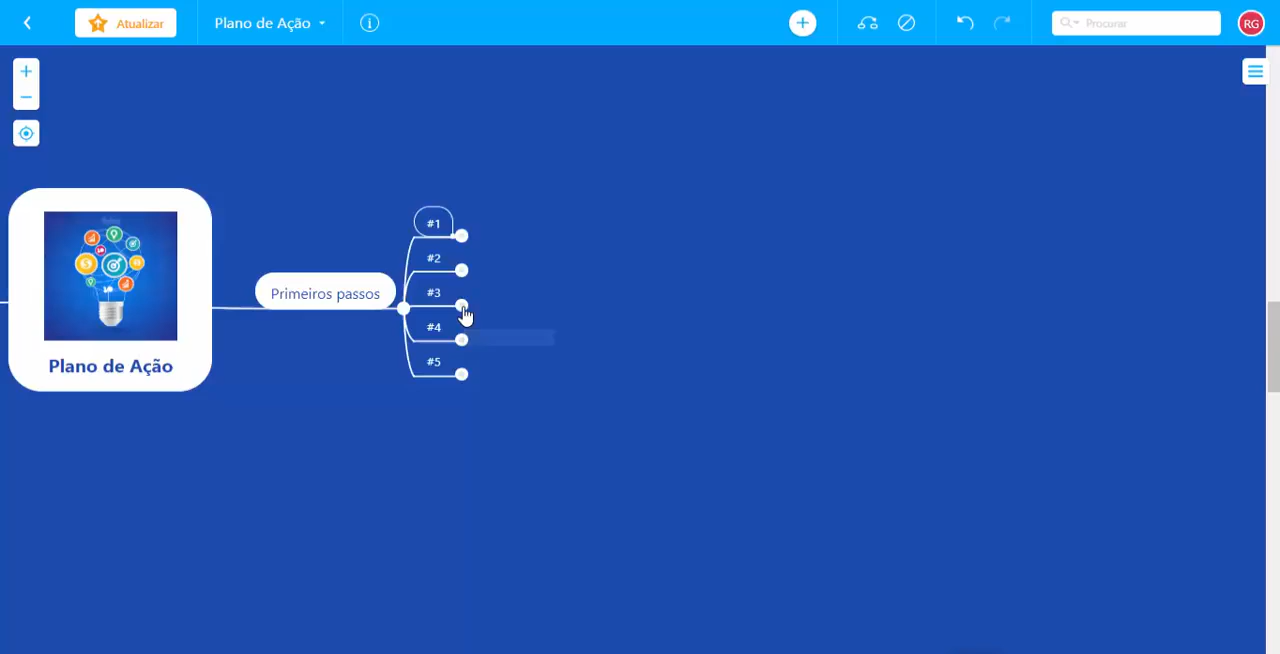 Atualizar
Plano de Ação
Procurar
RG
#1
#2
Primeiros passos
#3
#4
#5
Plano de Ação